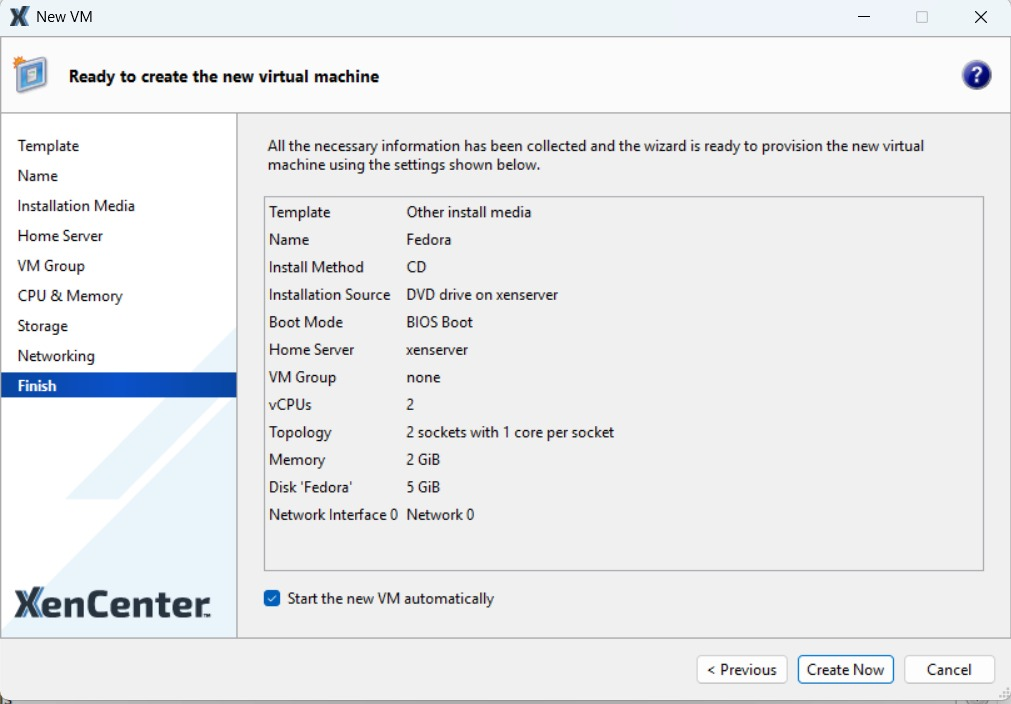 New VM
Ready to create the new virtual machine
?
Template
Name
Installation Media
Home Server
VM Group
CPU & Memory
Storage
Networking
Finish
XenCenter™
All the necessary information has been collected and the wizard is ready to provision the new virtual
machine using the settings shown below.
Template Other install media
Name Fedora
Install Method CD
Installation Source DVD drive on xenserver
Boot Mode BIOS Boot
Home Server xenserver
VM Group none
vCPUs 2
Topology 2 sockets with 1 core per socket
Memory 2 GiB
Disk 'Fedora' 5 GiB
Network Interface 0 Network 0
Start the new VM automatically
< Previous Create Now Cancel